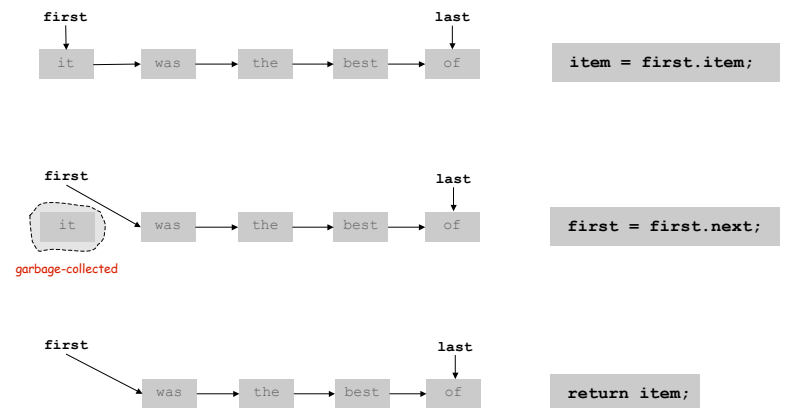 first last
it was the best of item = first.item;
first last
it was the best of first = first.next;
garbage-collected
first last
was the best of return item;